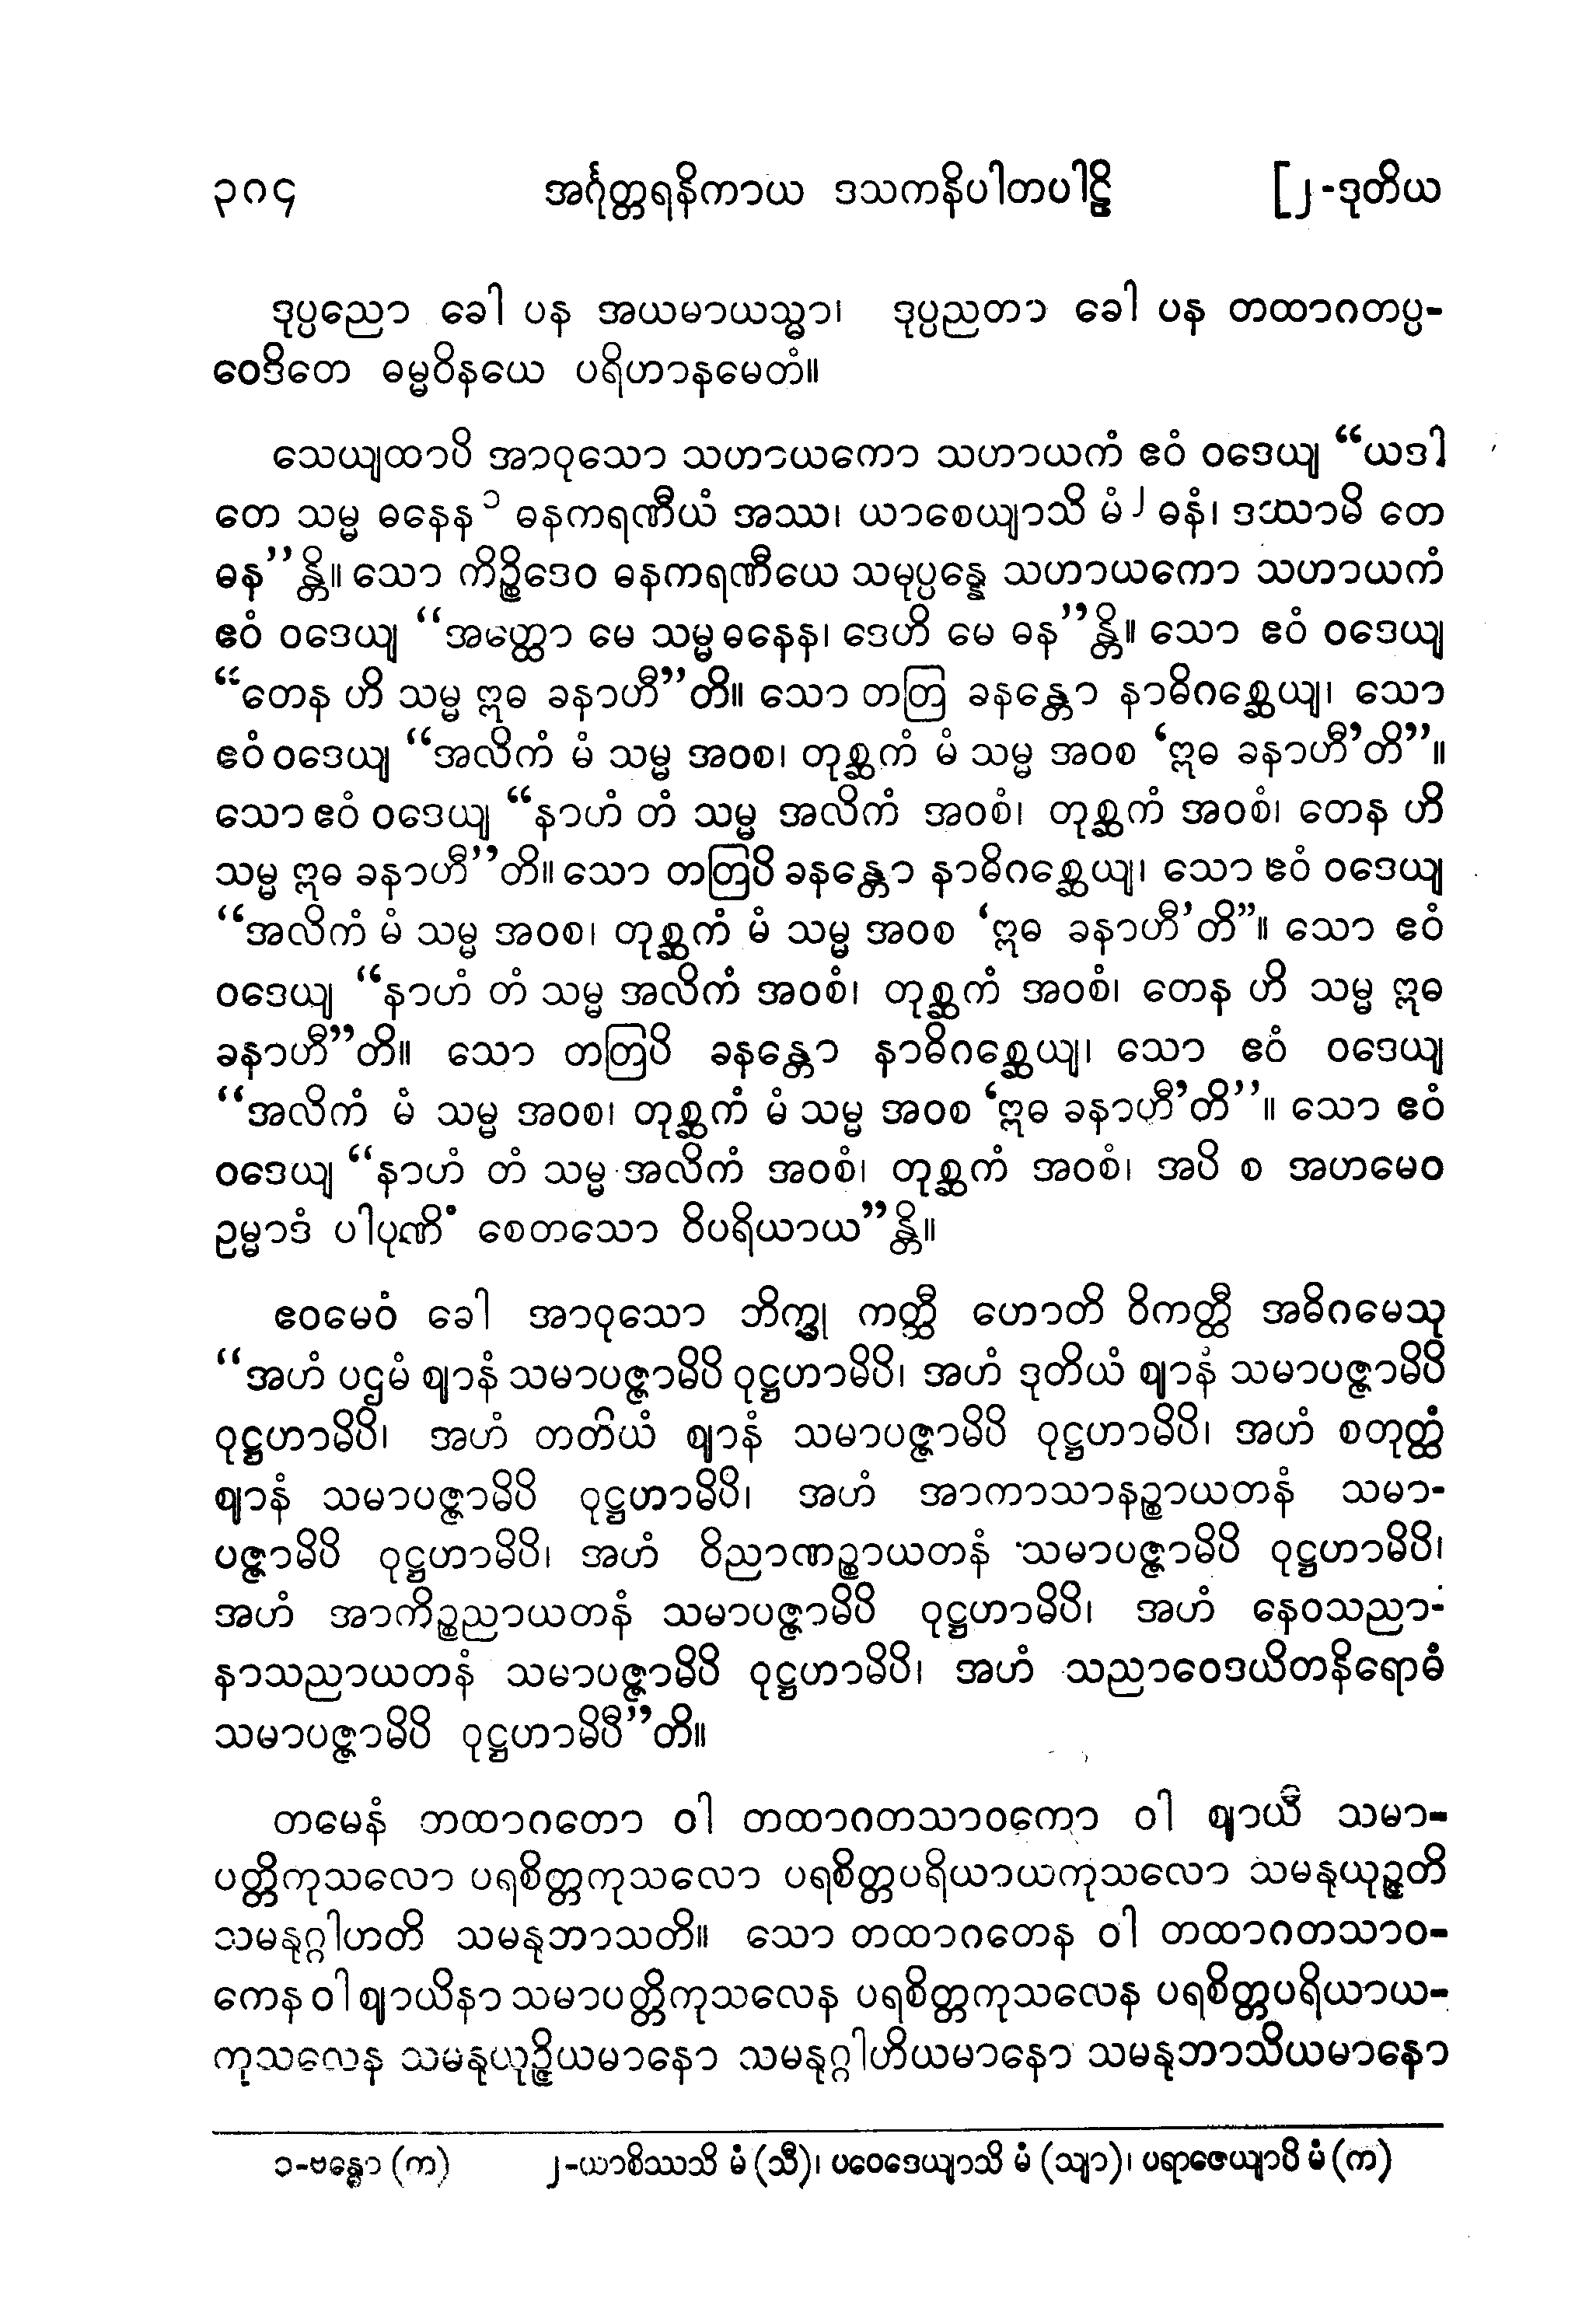 ၃၈၄ အင်္ဂုတ္တရနိကာယ ဒသကနိပါတပါဠိ [၂-ဒုတိယ
ဒုပ္ပညော ခေါ ပန အယမာယသ္မာ၊ ဒုပ္ပညတာ ခေါ ပန တထာဂတပ္ပ-
ဝေဒိတေ ဓမ္မဝိနယေ ပရိဟာနမေတံ။
သေယျထာပိ အာဝုသော သဟာယကော သဟာယကံ ဧဝံ ဝဒေယျ “ယဒါ
တေ သမ္မ ဓနေန ၁ ဓနကရဏီယံ အဿ၊ ယာစေယျာသိ မံ ၂ ဓနံ၊ ဒဿာမိ တေ
ဓန”န္တိ။ သော ကိဉ္စိဒေဝ ဓနကရဏီယေ သမုပ္ပန္နေ သဟာယကော သဟာယကံ
ဧဝံ ဝဒေယျ “အတ္ထော မေ သမ္မ ဓနေန၊ ဒေဟိ မေ ဓန”န္တိ။ သော ဧဝံ ဝဒေယျ
“တေန ဟိ သမ္မ ဣဓ ခနာဟီ”တိ။ သော တတြ ခနန္တော နာဓိဂစ္ဆေယျ၊ သော
ဧဝံ ဝဒေယျ “အလိကံ မံ သမ္မ အဝစ၊ တုစ္ဆကံ မံ သမ္မ အဝစ ‘ဣဓ ခနာဟီ’တိ”။
သော ဧဝံ ဝဒေယျ “နာဟံ တံ သမ္မ အလိကံ အဝစံ၊ တုစ္ဆကံ အဝစံ၊ တေန ဟိ
သမ္မ ဣဓ ခနာဟီ”တိ။ သော တတြပိ ခနန္တော နာဓိဂစ္ဆေယျ၊ သော ဧဝံ ဝဒေယျ
“အလိကံ မံ သမ္မ အဝစ၊ တုစ္ဆကံ မံ သမ္မ အဝစ ‘ဣဓ ခနာဟီ’တိ”။ သော ဧဝံ
ဝဒေယျ “နာဟံ တံ သမ္မ အလိကံ အဝစံ၊ တုစ္ဆကံ အဝစံ၊ တေန ဟိ သမ္မ ဣဓ
ခနာဟီ”တိ။ သော တတြပိ ခနန္တော နာဓိဂစ္ဆေယျ၊ သော ဧဝံ ဝဒေယျ
“အလိကံ မံ သမ္မ အဝစ၊ တုစ္ဆကံ မံ သမ္မ အဝစ ‘ဣဓ ခနာဟီ’တိ”။ သော ဧဝံ
ဝဒေယျ “နာဟံ တံ သမ္မ အလိကံ အဝစံ၊ တုစ္ဆကံ အဝစံ၊ အပိ စ အဟမေဝ
ဥမ္မာဒံ ပါပုဏိံ စေတသော ဝိပရိယာယ”န္တိ။
ဧဝမေဝံ ခေါ အာဝုသော ဘိက္ခု ကတ္ထီ ဟောတိ ဝိကတ္ထီ အဓိဂမေသု
“အဟံ ပဌမံ ဈာနံ သမာပဇ္ဇာမိပိ ဝုဋ္ဌဟာမိပိ၊ အဟံ ဒုတိယံ ဈာနံ သမာပဇ္ဇာမိပိ
ဝုဋ္ဌဟာမိပိ၊ အဟံ တတိယံ ဈာနံ သမာပဇ္ဇာမိပိ ဝုဋ္ဌဟာမိပိ၊ အဟံ စတုတ္ထံ
ဈာနံ သမာပဇ္ဇာမိပိ ဝုဋ္ဌဟာမိပိ၊ အဟံ အာကာသာနဉ္စာယတနံ သမာ-
ပဇ္ဇာမိပိ ဝုဋ္ဌဟာမိပိ၊ အဟံ ဝိညာဏဉ္စာယတနံ သမာပဇ္ဇာမိပိ ဝုဋ္ဌဟာမိပိ၊
အဟံ အာကိဉ္စညာယတနံ သမာပဇ္ဇာမိပိ ဝုဋ္ဌဟာမိပိ၊ အဟံ နေဝသညာ-
နာသညာယတနံ သမာပဇ္ဇာမိပိ ဝုဋ္ဌဟာမိပိ၊ အဟံ သညာဝေဒယိတနိရောဓံ
သမာပဇ္ဇာမိပိ ဝုဋ္ဌဟာမိပီ”တိ။
တမေနံ တထာဂတော ဝါ တထာဂတသာဝကော ဝါ ဈာယီ သမာ-
ပတ္တိကုသလော ပရစိတ္တကုသလော ပရစိတ္တပရိယာယကုသလော သမနုယုဉ္ဇတိ
သမနုဂ္ဂါဟတိ သမနုဘာသတိ။ သော တထာဂတေန ဝါ တထာဂတသာဝ-
ကေန ဝါ ဈာယိနာ သမာပတ္တိကုသလေန ပရစိတ္တကုသလေန ပရစိတ္တပရိယာယ-
ကုသလေန သမနုယုဉ္ဇိယမာနော သမနုဂ္ဂါဟိယမာနော သမနုဘာသိယမာနော
၁-ဗန္ဓော (က) ၂-ယာစိဿသိ မံ (သီ)၊ ပဝေဒေယျာသိ မံ (သျာ)၊ ပရာဇေယျာပိ မံ (က)